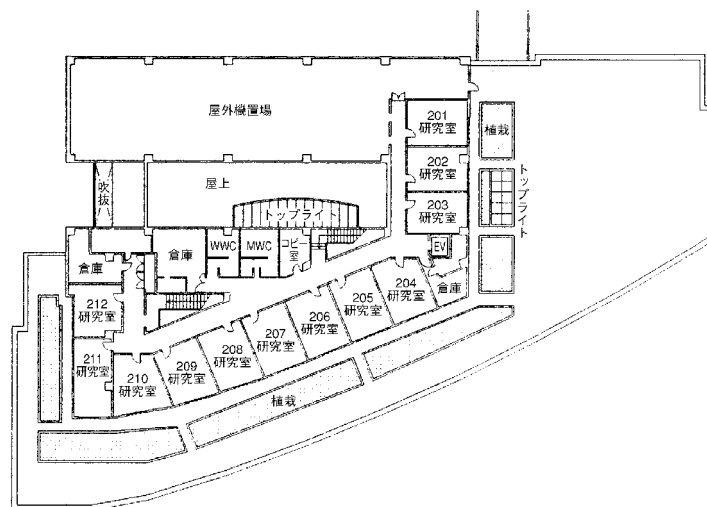 屋外機置場
201
研究室
植栽
202
研究室
屋上
吹抜
トップライト
203
研究室
トップライト
倉庫
倉庫
WWC
MWC
コピー室
EV
倉庫
204
研究室
205
研究室
206
研究室
207
研究室
208
研究室
209
研究室
210
研究室
211
研究室
212
研究室
植栽